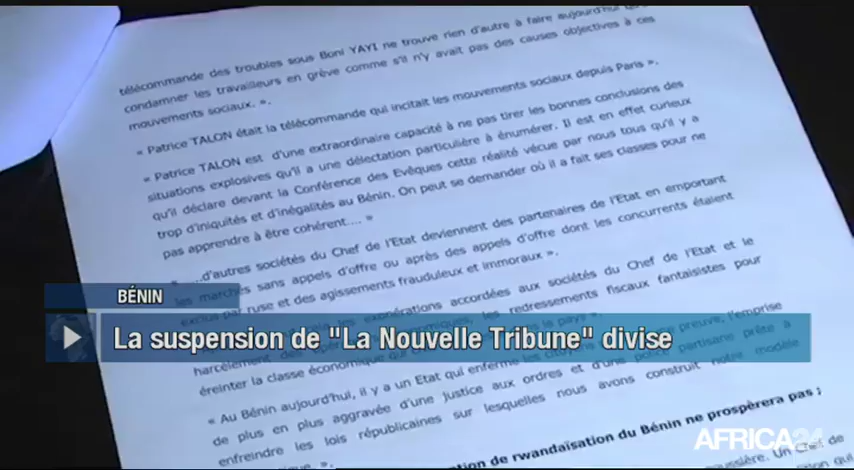 télécommande des troubles sous Boni YAYI ne trouve rien d'autre à faire aujourd'hui
condamner les travailleurs en grève comme s'il n'y avait pas des causes objectives à ces
mouvements sociaux. ».
« Patrice TALON était la télécommande qui incitait les mouvements sociaux depuis Paris ».
« Patrice TALON est d'une extraordinaire capacité à ne pas tirer les bonnes conclusions des
situations explosives qu'il a une délectation particulière à énumérer. Il est en effet curieux
qu'il déclare devant la Conférence des Evêques cette réalité vécue par nous tous qu'il y a
trop d'iniquités et d'inégalités au Bénin. On peut se demander où il a fait ses classes pour ne
pas apprendre à être cohérent.... »
« ....d'autres sociétés du Chef de l'Etat deviennent des partenaires de l'Etat en emportant
les marchés sans appels d'offre ou après des appels d'offre dont les concurrents étaient
exclus par ruse et des agissements frauduleux et immoraux ».
exonérations accordées aux sociétés du Chef de l'Etat et le
harcèlement des redressements fiscaux fantaisistes pour
éreinter la classe économique
BÉNIN
La suspension de "La Nouvelle Tribune" divise
« Au Bénin aujourd'hui, il y a un Etat qui enferme les preuve, l'emprise
de plus en plus aggravée d'une justice aux ordres et d'une police partisane prête à
enfreindre les lois républicaines sur lesquelles nous avons construit notre modèle
tion de rwandaïsation du Bénin ne prospèrera pas ;
AFRICA24